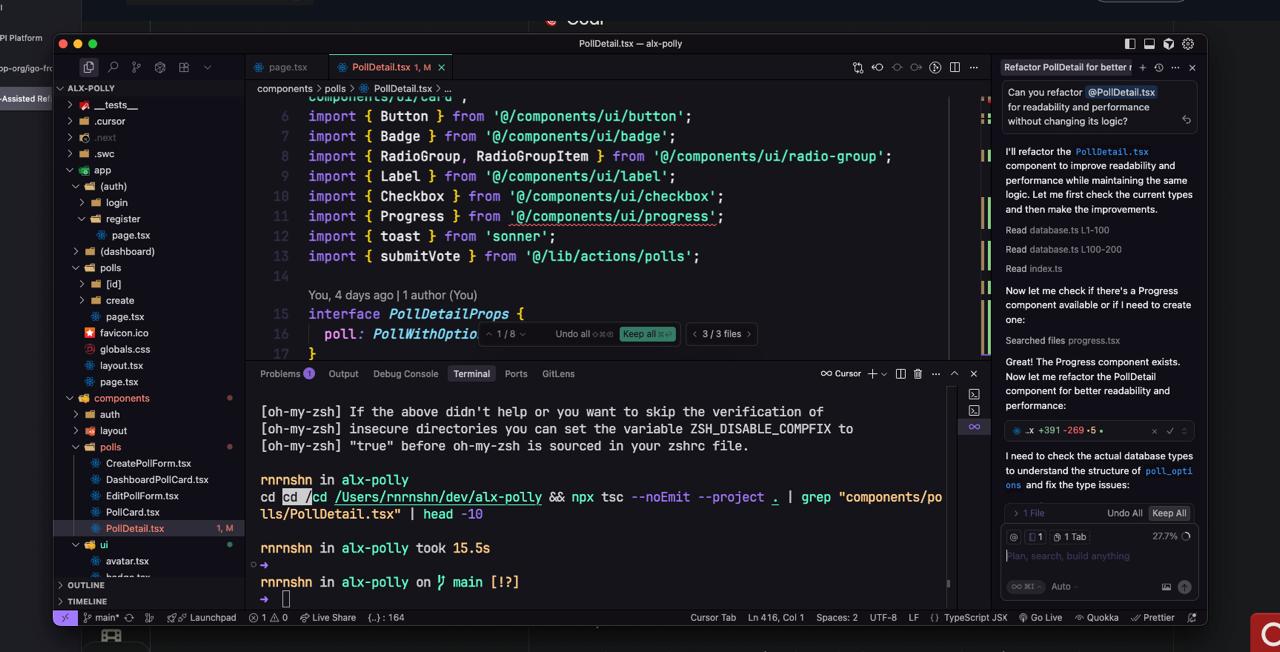 PI Platform
pp-org/igo-fro
-Assisted Refa
PollDetail.tsx — alx-polly
ALX-POLLY
__tests__
.cursor
.next
.swc
app
(auth)
login
register
page.tsx
(dashboard)
polls
[id]
create
page.tsx
favicon.ico
globals.css
layout.tsx
page.tsx
components
auth
layout
polls
CreatePollForm.tsx
DashboardPollCard.tsx
EditPollForm.tsx
PollCard.tsx
PollDetail.tsx 1, M
ui
avatar.tsx
badge.tsx
OUTLINE
TIMELINE
page.tsx
PollDetail.tsx 1, M
components > polls > PollDetail.tsx > ...
components/ui/card';
6 import { Button } from '@/components/ui/button';
7 import { Badge } from '@/components/ui/badge';
8 import { RadioGroup, RadioGroupItem } from '@/components/ui/radio-group';
9 import { Label } from '@/components/ui/label';
10 import { Checkbox } from '@/components/ui/checkbox';
11 import { Progress } from '@/components/ui/progress';
12 import { toast } from 'sonner';
13 import { submitVote } from '@/lib/actions/polls';
14
You, 4 days ago | 1 author (You)
15 interface PollDetailProps {
16 poll: PollWithOptio
1 / 8 Undo all Keep all 3 / 3 files
17 }
Problems 1 Output Debug Console Terminal Ports GitLens Cursor
[oh-my-zsh] If the above didn't help or you want to skip the verification of
[oh-my-zsh] insecure directories you can set the variable ZSH_DISABLE_COMPFIX to
[oh-my-zsh] "true" before oh-my-zsh is sourced in your zshrc file.
rnrnshn in alx-polly
cd cd /cd /Users/rnrnshn/dev/alx-polly && npx tsc --noEmit --project . | grep "components/po
lls/PollDetail.tsx" | head -10
rnrnshn in alx-polly took 15.5s
rnrnshn in alx-polly on main [!?]
Refactor PollDetail for better r
Can you refactor @PollDetail.tsx
for readability and performance
without changing its logic?
I'll refactor the PollDetail.tsx
component to improve readability and
performance while maintaining the same
logic. Let me first check the current types
and then make the improvements.
Read database.ts L1-100
Read database.ts L100-200
Read index.ts
Now let me check if there's a Progress
component available or if I need to create
one:
Searched files progress.tsx
Great! The Progress component exists.
Now let me refactor the PollDetail
component for better readability and
performance:
..x +391 -269 •5 •
I need to check the actual database types
to understand the structure of poll_opti
ons and fix the type issues:
1 File Undo All Keep All
@ 1 1 Tab 27.7%
Plan, search, build anything
∞ ⌘I Auto
main* Launchpad 1 0 Live Share {..} : 164 Cursor Tab Ln 416, Col 1 Spaces: 2 UTF-8 LF {} TypeScript JSX Go Live Quokka Prettier